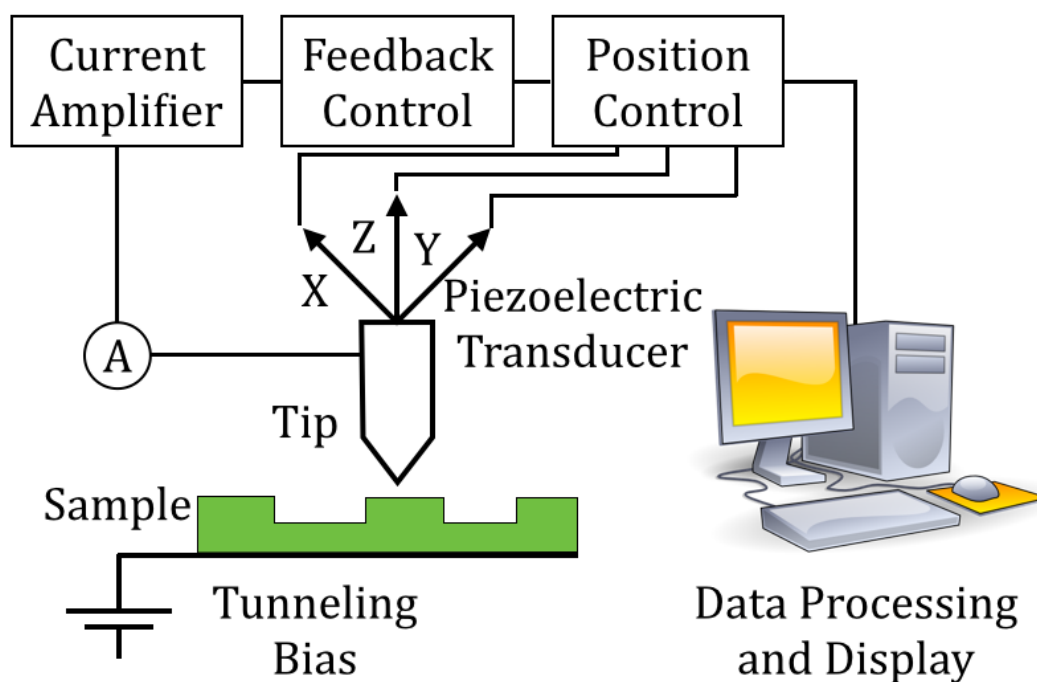 Current
Amplifier
Feedback
Control
Position
Control
Z
Y
X
Piezoelectric
Transducer
A
Tip
Sample
Tunneling
Bias
Data Processing
and Display